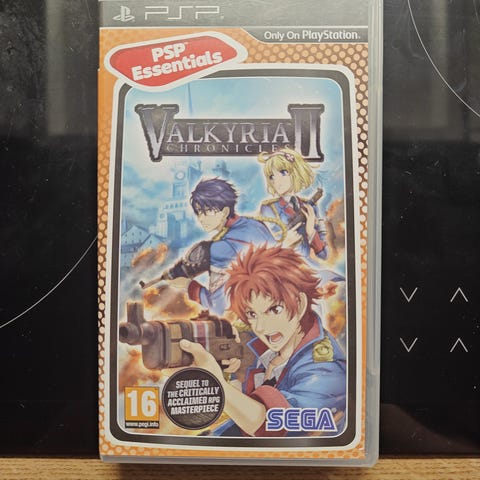 PSP
Only On PlayStation.
PSP
Essentials
VALKYRIA II
CHRONICLES
16
www.pegi.info
SEQUEL TO
THE CRITICALLY
ACCLAIMED RPG
MASTERPIECE
SEGA